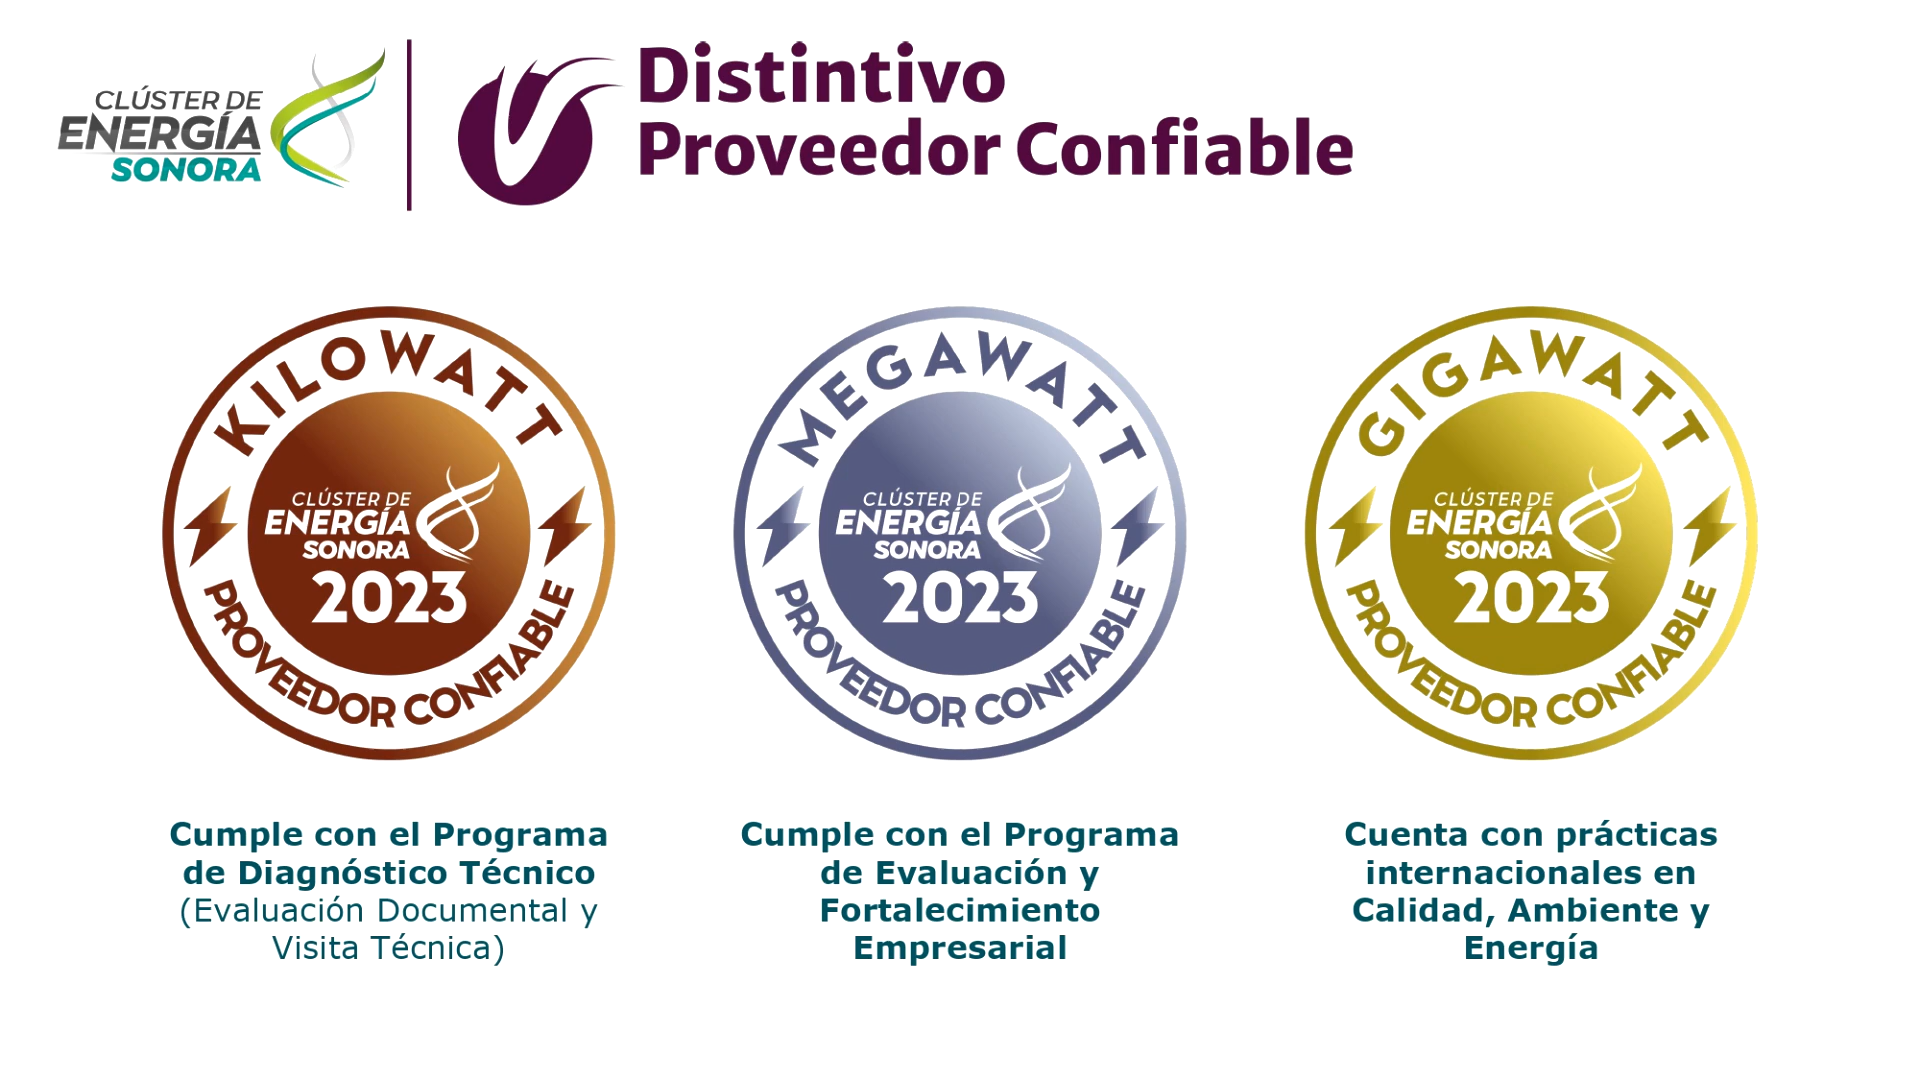 CLÚSTER DE
ENERGÍA
SONORA
Distintivo
Proveedor Confiable
KILOWATT
CLÚSTER DE
ENERGÍA
SONORA
2023
PROVEEDOR CONFIABLE
MEGAWATT
CLÚSTER DE
ENERGÍA
SONORA
2023
PROVEEDOR CONFIABLE
GIGAWATT
CLÚSTER DE
ENERGÍA
SONORA
2023
PROVEEDOR CONFIABLE
Cumple con el Programa
de Diagnóstico Técnico
(Evaluación Documental y
Visita Técnica)
Cumple con el Programa
de Evaluación y
Fortalecimiento
Empresarial
Cuenta con prácticas
internacionales en
Calidad, Ambiente y
Energía